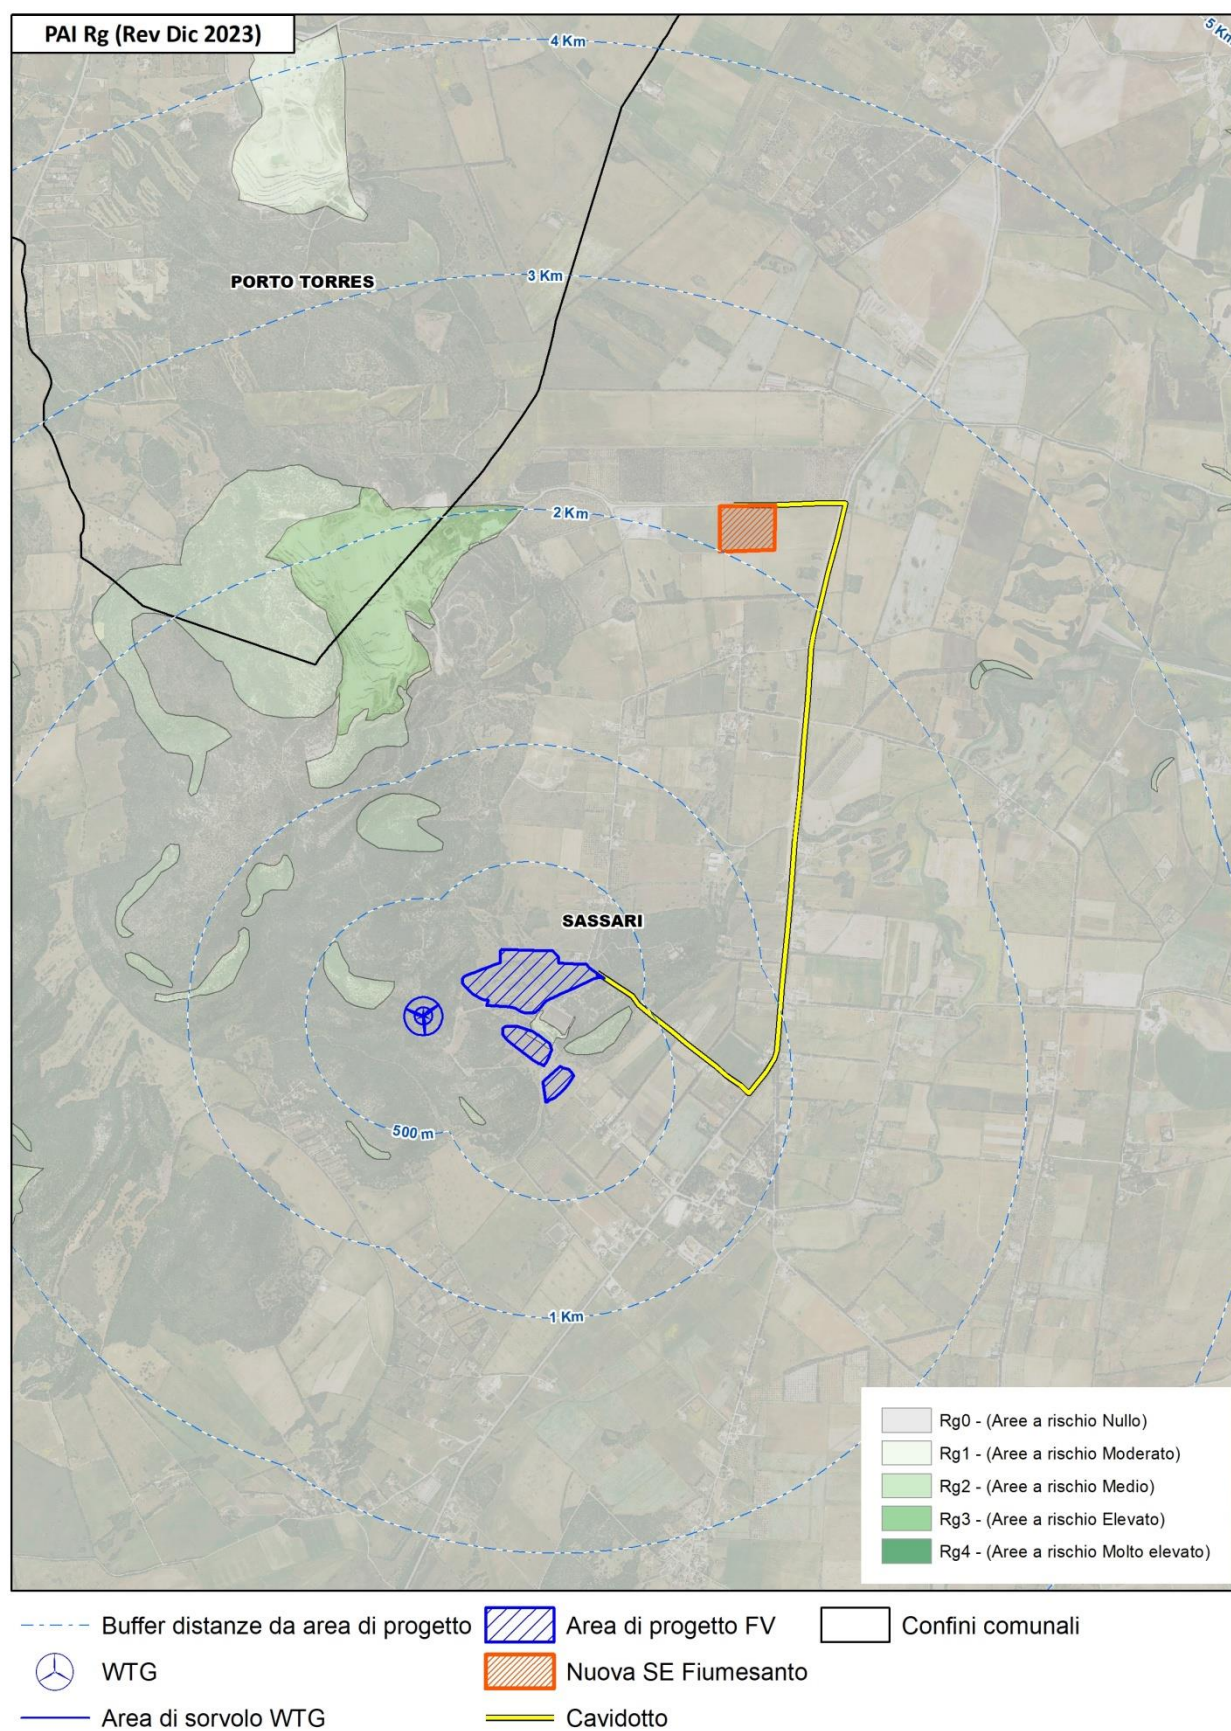 PAI Rg (Rev Dic 2023)
4 Km
5 Km
PORTO TORRES
3 Km
2 Km
SASSARI
500 m
1 Km
Rg0 - (Aree a rischio Nullo)
Rg1 - (Aree a rischio Moderato)
Rg2 - (Aree a rischio Medio)
Rg3 - (Aree a rischio Elevato)
Rg4 - (Aree a rischio Molto elevato)
Buffer distanze da area di progetto
Area di progetto FV
Confini comunali
WTG
Nuova SE Fiumesanto
Area di sorvolo WTG
Cavidotto